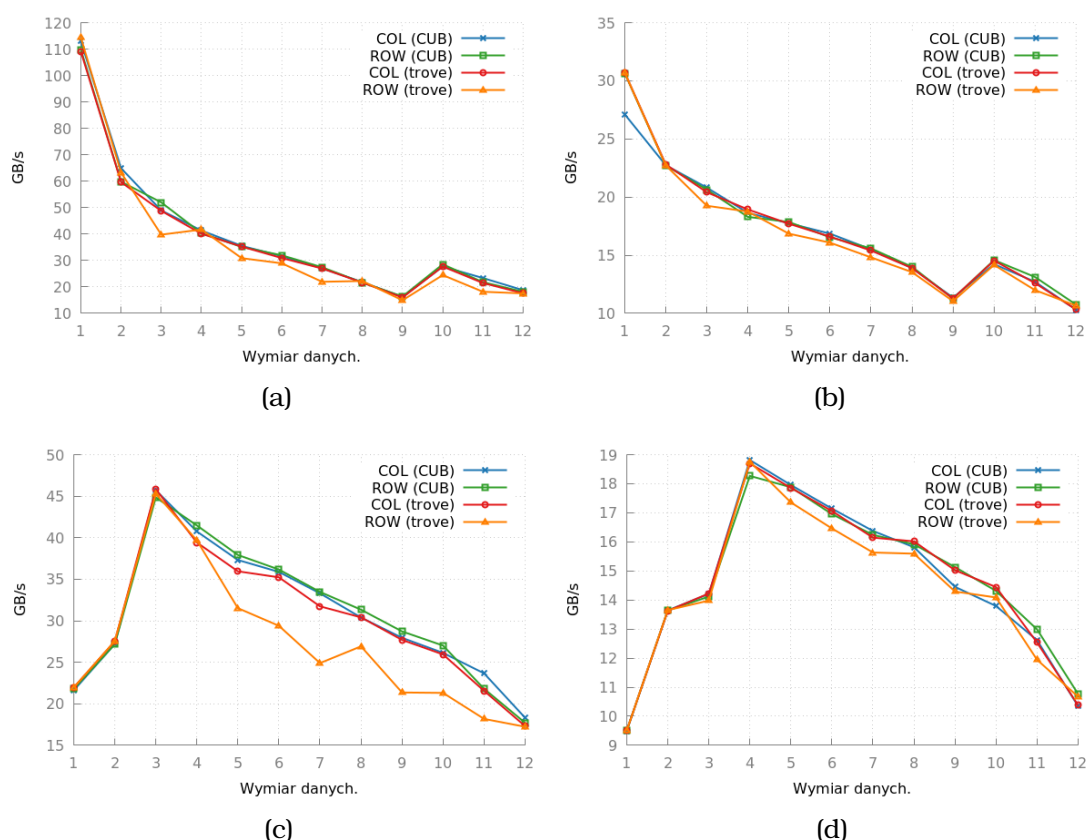 120
110
100
90
80
70
60
50
40
30
20
10
GB/s
COL (CUB)
ROW (CUB)
COL (trove)
ROW (trove)
1 2 3 4 5 6 7 8 9 10 11 12
Wymiar danych.
(a)
35
30
25
20
15
10
GB/s
COL (CUB)
ROW (CUB)
COL (trove)
ROW (trove)
1 2 3 4 5 6 7 8 9 10 11 12
Wymiar danych.
(b)
50
45
40
35
30
25
20
15
GB/s
COL (CUB)
ROW (CUB)
COL (trove)
ROW (trove)
1 2 3 4 5 6 7 8 9 10 11 12
Wymiar danych.
(c)
19
18
17
16
15
14
13
12
11
10
9
GB/s
COL (CUB)
ROW (CUB)
COL (trove)
ROW (trove)
1 2 3 4 5 6 7 8 9 10 11 12
Wymiar danych.
(d)